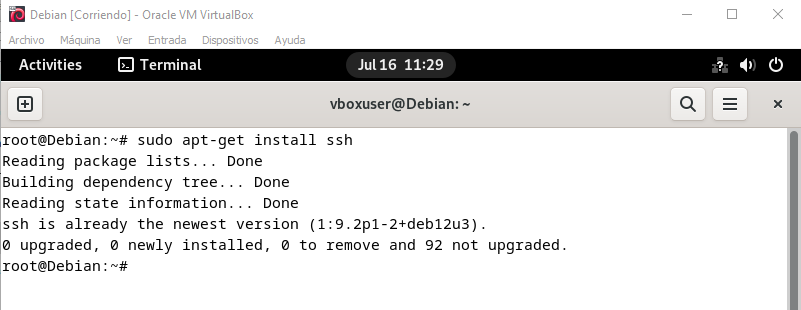 Debian [Corriendo] - Oracle VM VirtualBox
Archivo Máquina Ver Entrada Dispositivos Ayuda
Activities Terminal Jul 16 11:29
vboxuser@Debian: ~
root@Debian:~# sudo apt-get install ssh
Reading package lists... Done
Building dependency tree... Done
Reading state information... Done
ssh is already the newest version (1:9.2p1-2+deb12u3).
0 upgraded, 0 newly installed, 0 to remove and 92 not upgraded.
root@Debian:~#